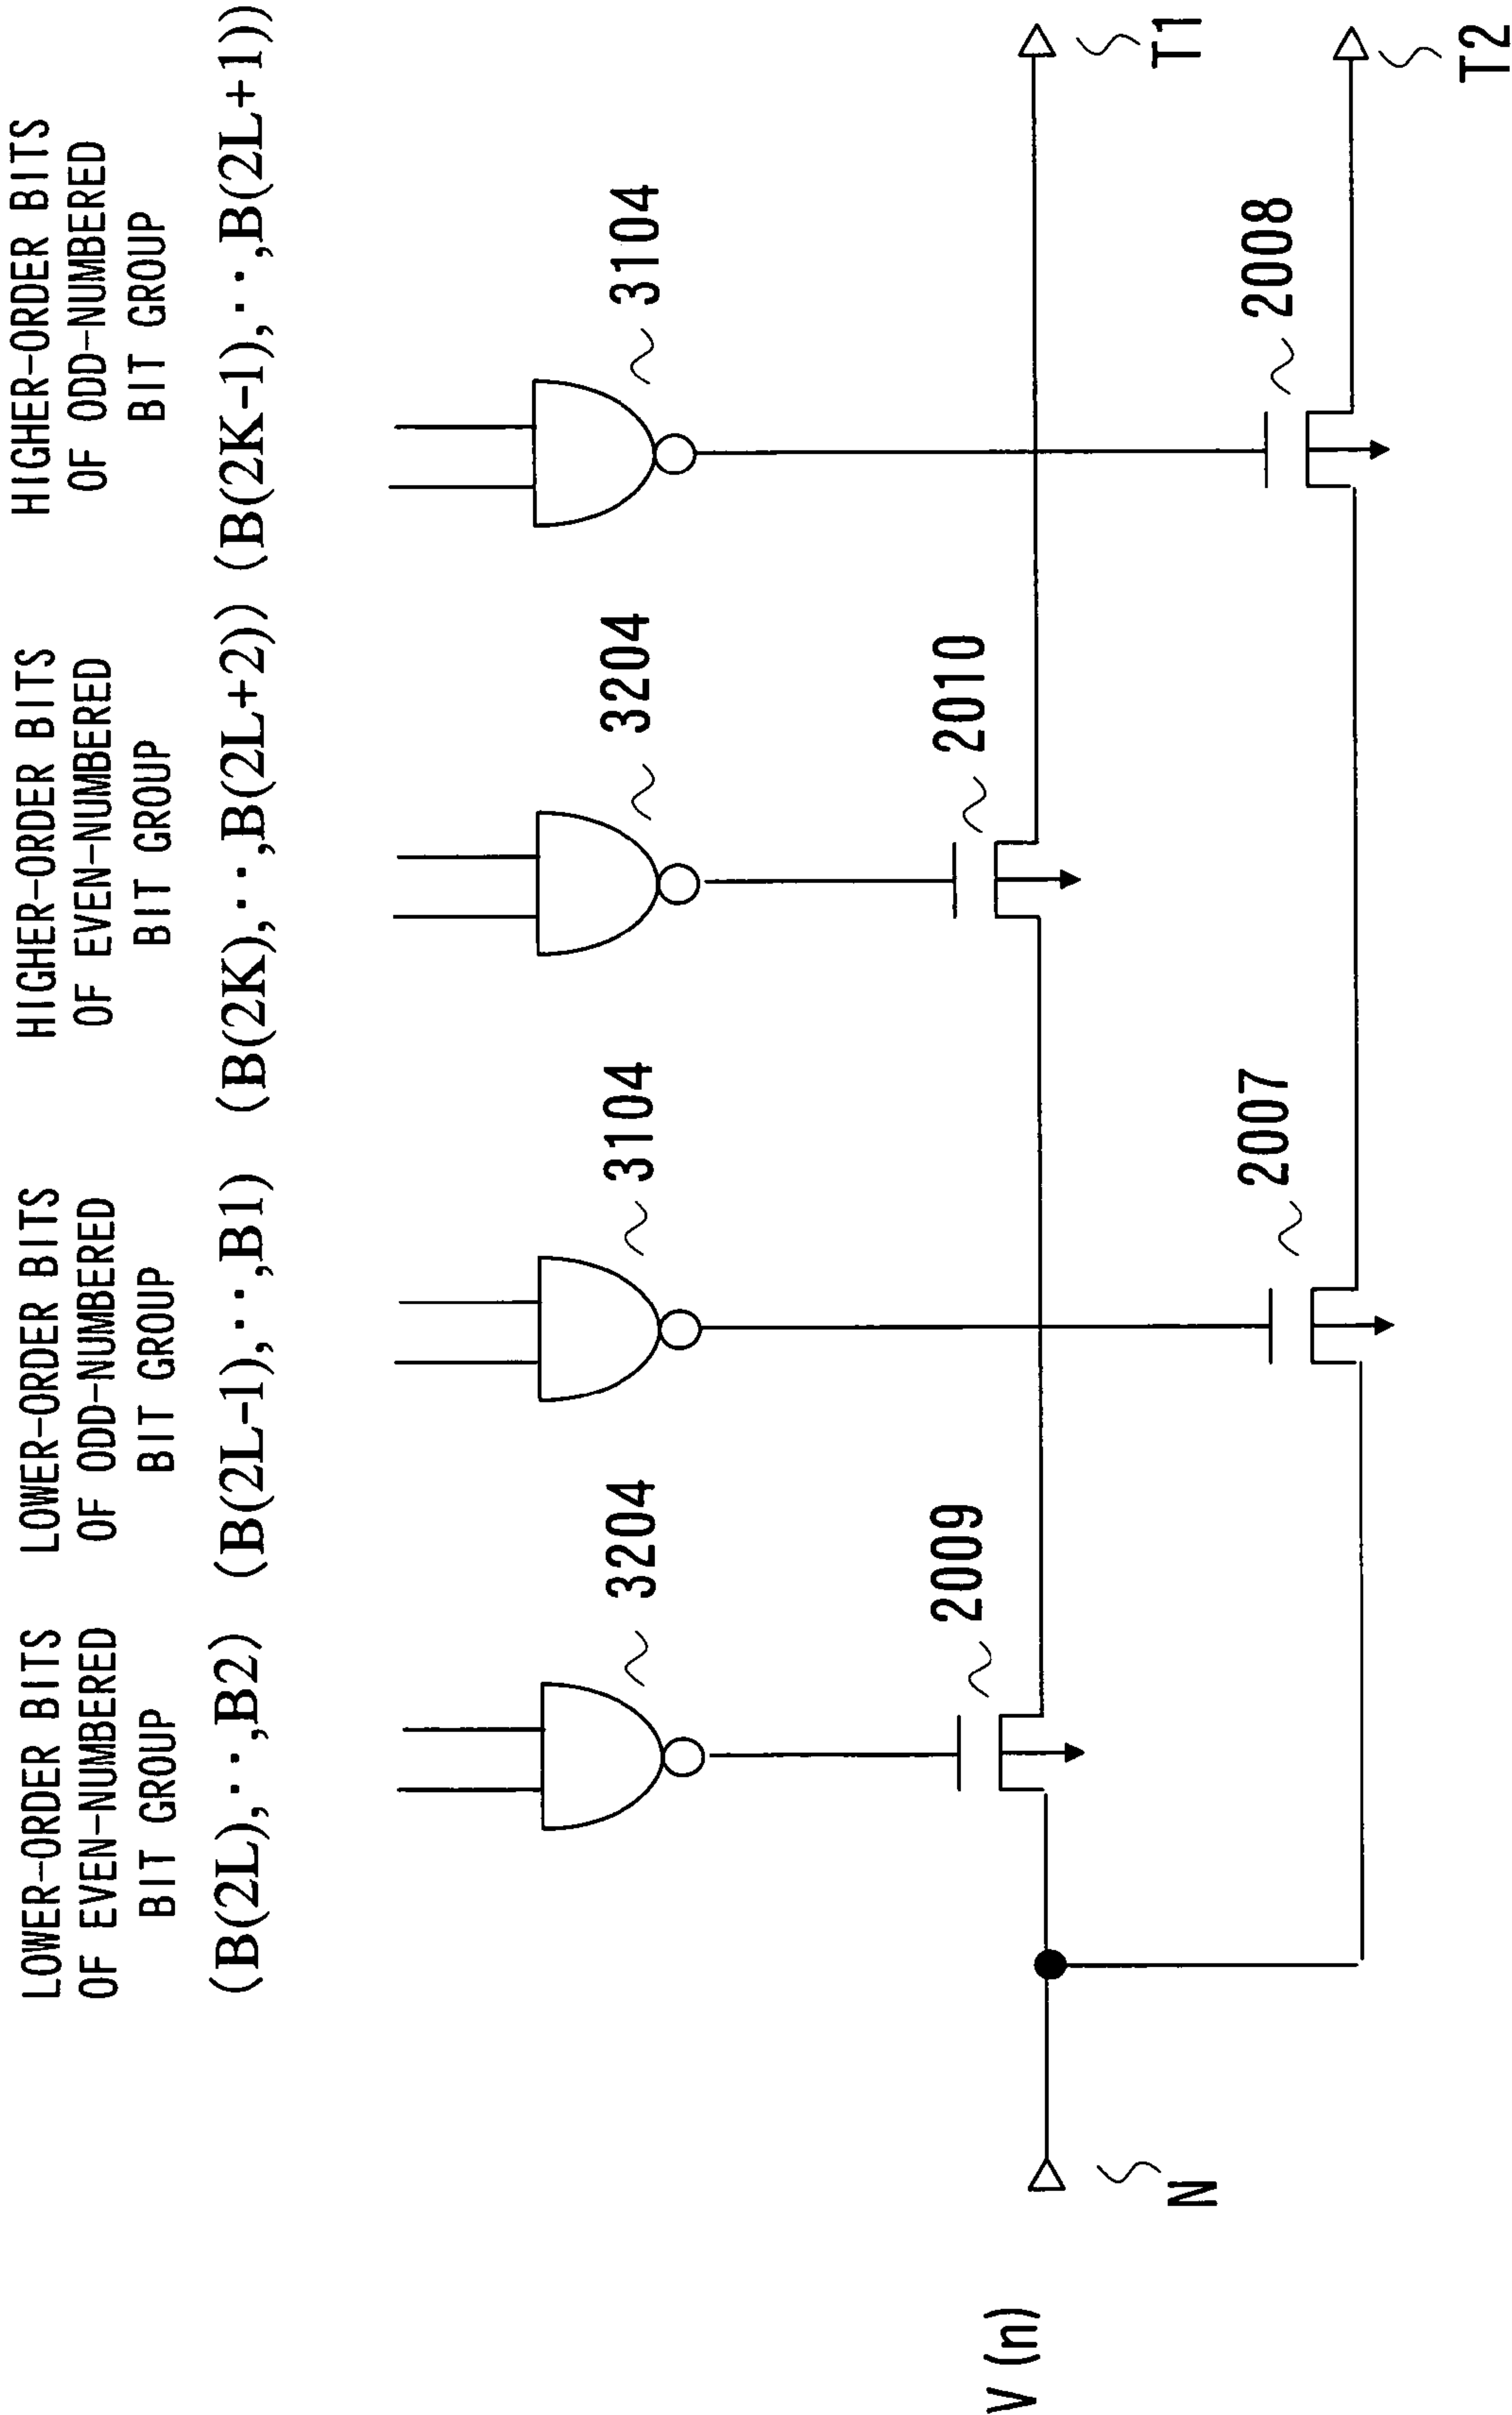 LOWER-ORDER BITS
OF EVEN-NUMBERED
BIT GROUP
(B(2L),··,B2)
LOWER-ORDER BITS
OF ODD-NUMBERED
BIT GROUP
(B(2L-1),··,B1)
HIGHER-ORDER BITS
OF EVEN-NUMBERED
BIT GROUP
(B(2K),··,B(2L+2))
HIGHER-ORDER BITS
OF ODD-NUMBERED
BIT GROUP
(B(2K-1),··,B(2L+1))
3204
3104
3204
3104
2009
2010
2007
2008
V(n)
N
T1
T2